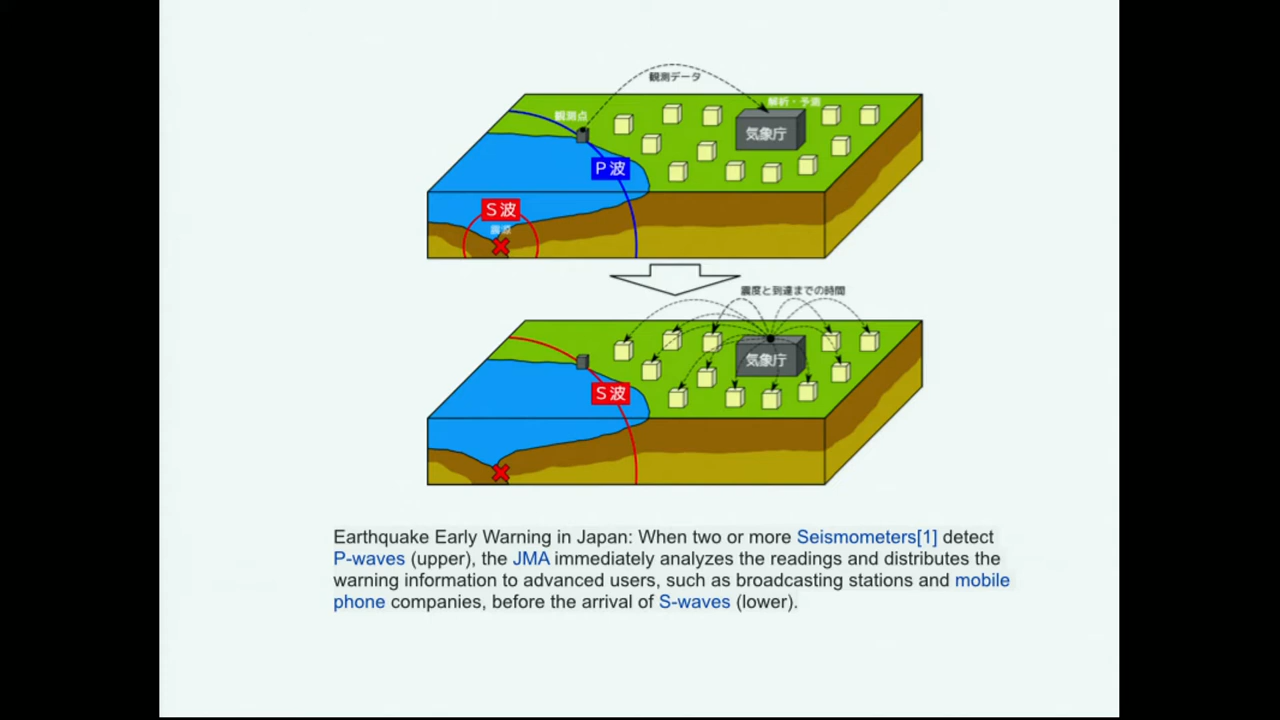 観測データ
観測点
解析・予測
気象庁
P波
S波
震源
震度と到達までの時間
気象庁
S波
Earthquake Early Warning in Japan: When two or more Seismometers[1] detect
P-waves (upper), the JMA immediately analyzes the readings and distributes the
warning information to advanced users, such as broadcasting stations and mobile
phone companies, before the arrival of S-waves (lower).